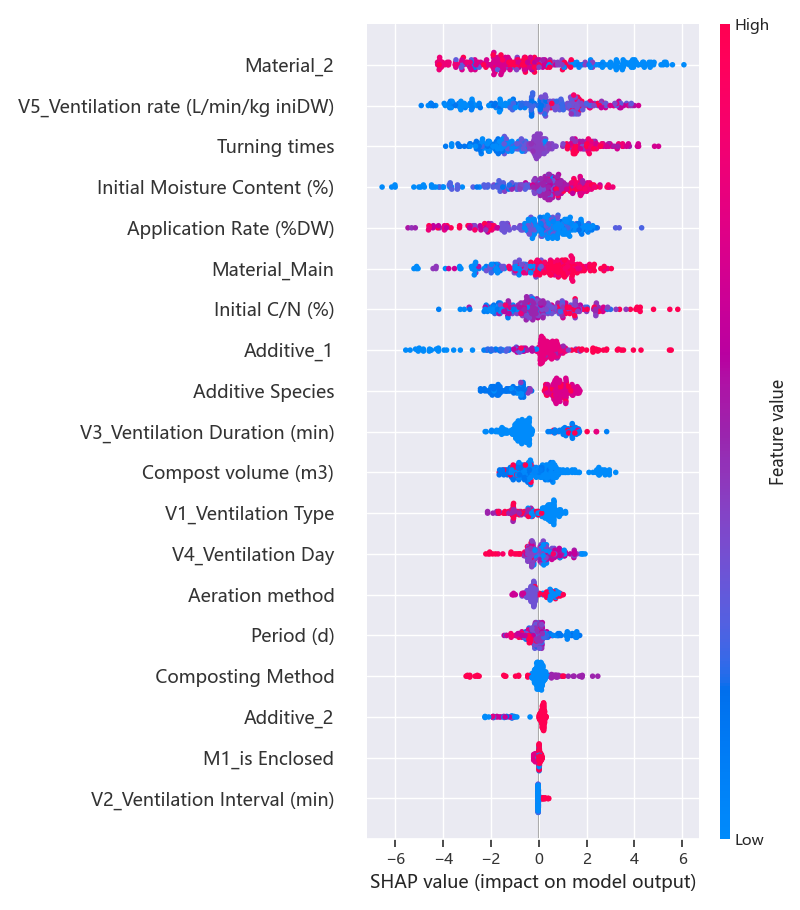 High
Material_2
V5_Ventilation rate (L/min/kg iniDW)
Turning times
Initial Moisture Content (%)
Application Rate (%DW)
Material_Main
Initial C/N (%)
Additive_1
Additive Species
V3_Ventilation Duration (min)
Compost volume (m3)
V1_Ventilation Type
V4_Ventilation Day
Aeration method
Period (d)
Composting Method
Additive_2
M1_is Enclosed
V2_Ventilation Interval (min)
Feature value
Low
−6 −4 −2 0 2 4 6
SHAP value (impact on model output)